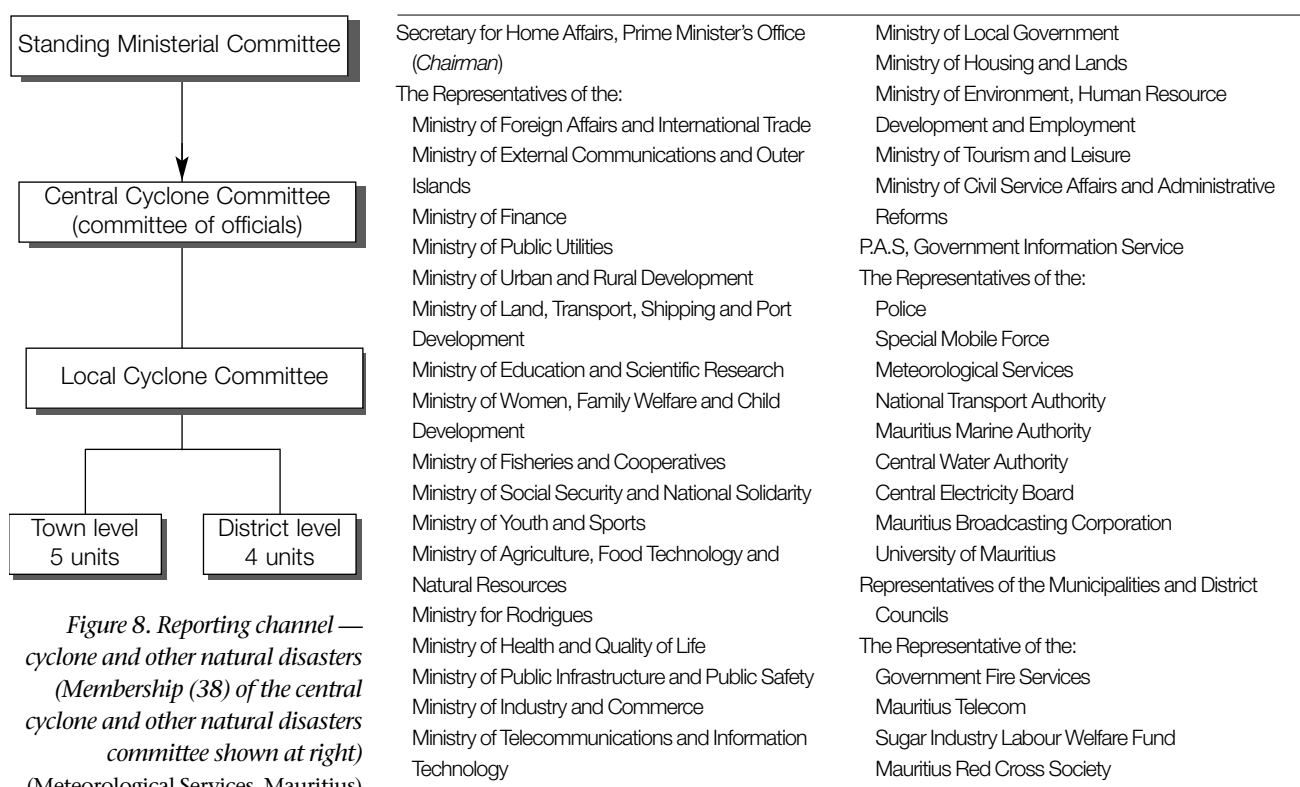 Standing Ministerial Committee
Central Cyclone Committee
(committee of officials)
Local Cyclone Committee
Town level
5 units
District level
4 units
Figure 8. Reporting channel —
cyclone and other natural disasters
(Membership (38) of the central
cyclone and other natural disasters
committee shown at right)
(Meteorological Services, Mauritius)
Secretary for Home Affairs, Prime Minister’s Office
(Chairman)
The Representatives of the:
Ministry of Foreign Affairs and International Trade
Ministry of External Communications and Outer
Islands
Ministry of Finance
Ministry of Public Utilities
Ministry of Urban and Rural Development
Ministry of Land, Transport, Shipping and Port
Development
Ministry of Education and Scientific Research
Ministry of Women, Family Welfare and Child
Development
Ministry of Fisheries and Cooperatives
Ministry of Social Security and National Solidarity
Ministry of Youth and Sports
Ministry of Agriculture, Food Technology and
Natural Resources
Ministry for Rodrigues
Ministry of Health and Quality of Life
Ministry of Public Infrastructure and Public Safety
Ministry of Industry and Commerce
Ministry of Telecommunications and Information
Technology
Ministry of Local Government
Ministry of Housing and Lands
Ministry of Environment, Human Resource
Development and Employment
Ministry of Tourism and Leisure
Ministry of Civil Service Affairs and Administrative
Reforms
P.A.S, Government Information Service
The Representatives of the:
Police
Special Mobile Force
Meteorological Services
National Transport Authority
Mauritius Marine Authority
Central Water Authority
Central Electricity Board
Mauritius Broadcasting Corporation
University of Mauritius
Representatives of the Municipalities and District
Councils
The Representative of the:
Government Fire Services
Mauritius Telecom
Sugar Industry Labour Welfare Fund
Mauritius Red Cross Society